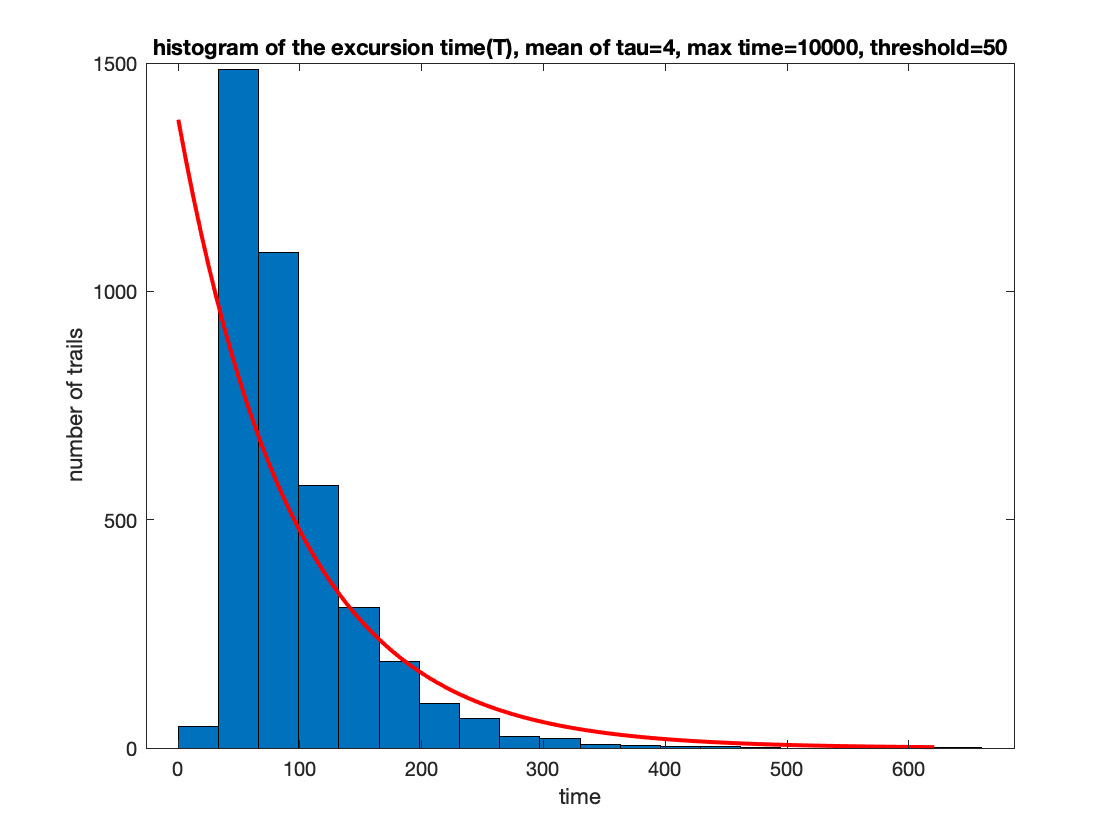 histogram of the excursion time(T), mean of tau=4, max time=10000, threshold=50
1500
1000
500
0
number of trails
0 100 200 300 400 500 600
time